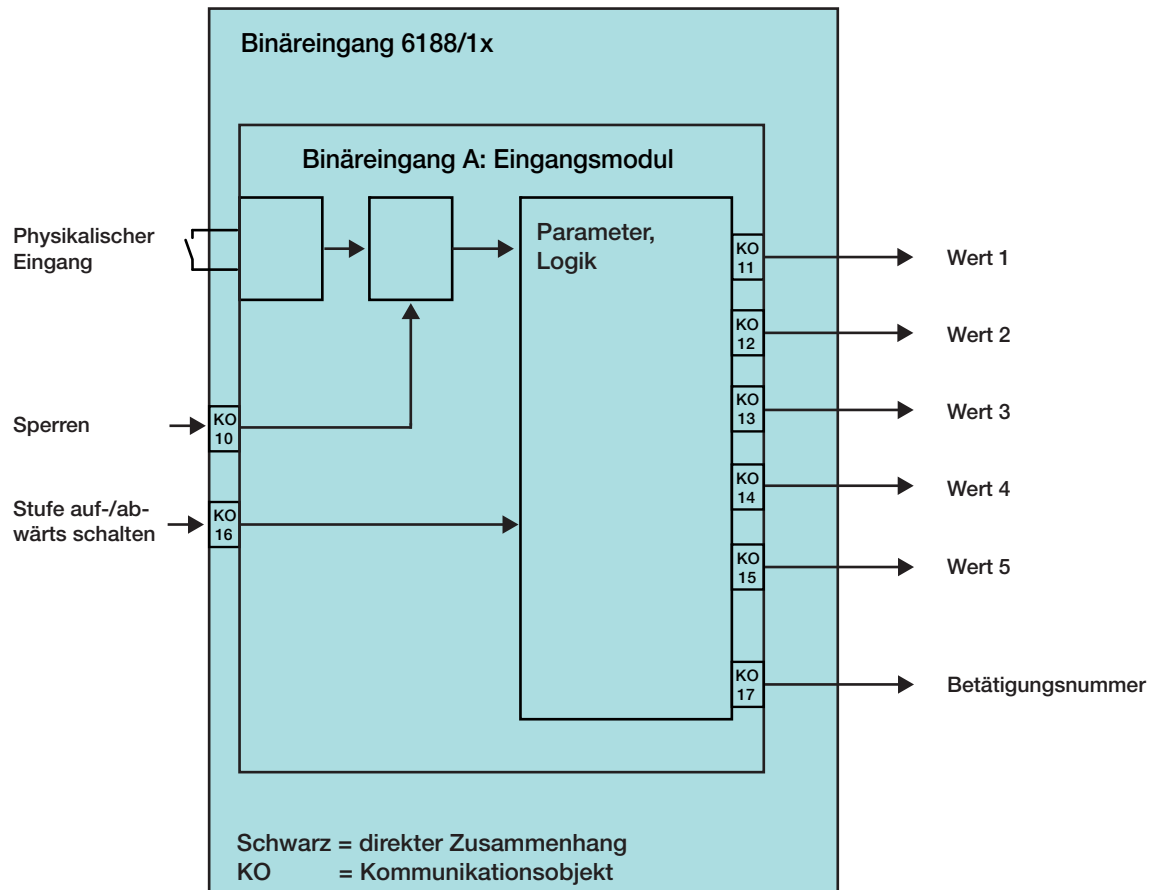 Binäreingang 6188/1x
Binäreingang A: Eingangsmodul
Physikalischer
Eingang
Parameter,
Logik
KO
11
Wert 1
KO
12
Wert 2
Sperren
KO
10
KO
13
Wert 3
Stufe auf-/ab-
wärts schalten
KO
16
KO
14
Wert 4
KO
15
Wert 5
KO
17
Betätigungsnummer
Schwarz = direkter Zusammenhang
KO = Kommunikationsobjekt